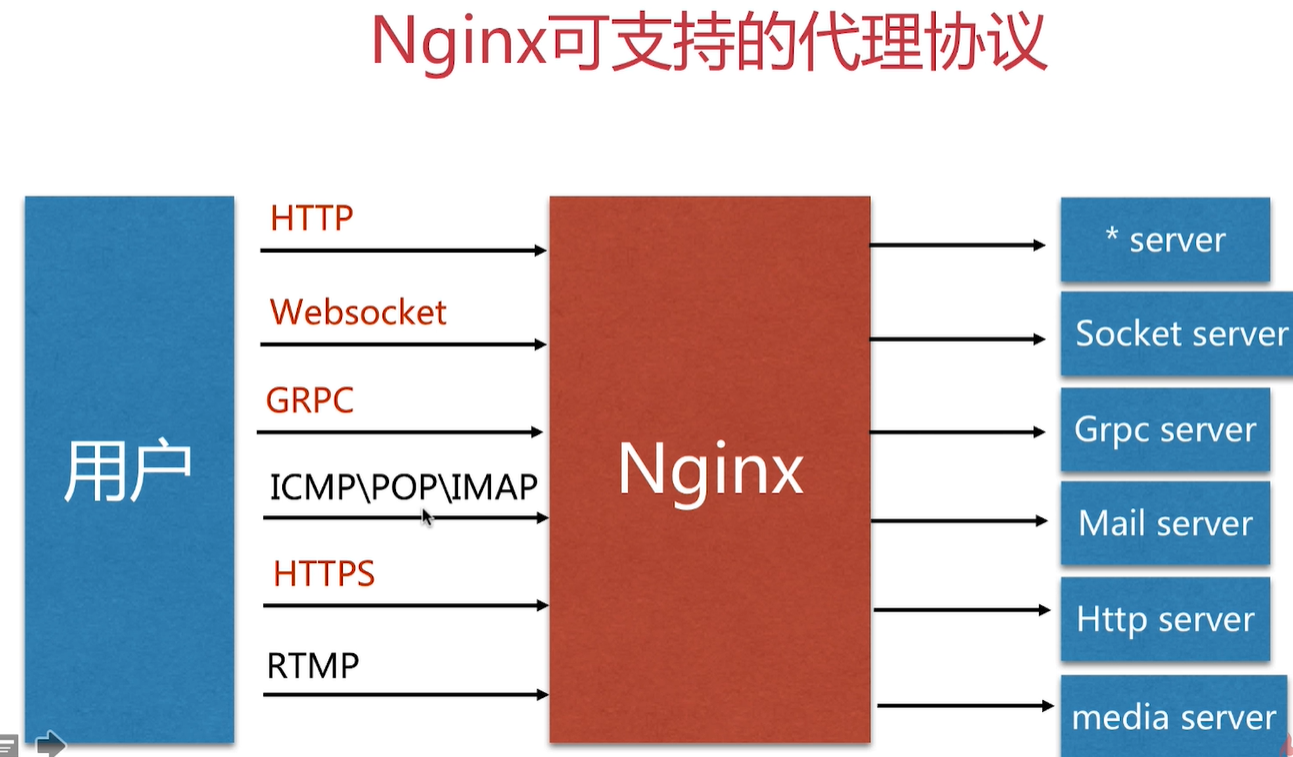 Nginx可支持的代理协议
用户
HTTP
Websocket
GRPC
ICMP\POP\IMAP
HTTPS
RTMP
Nginx
* server
Socket server
Grpc server
Mail server
Http server
media server